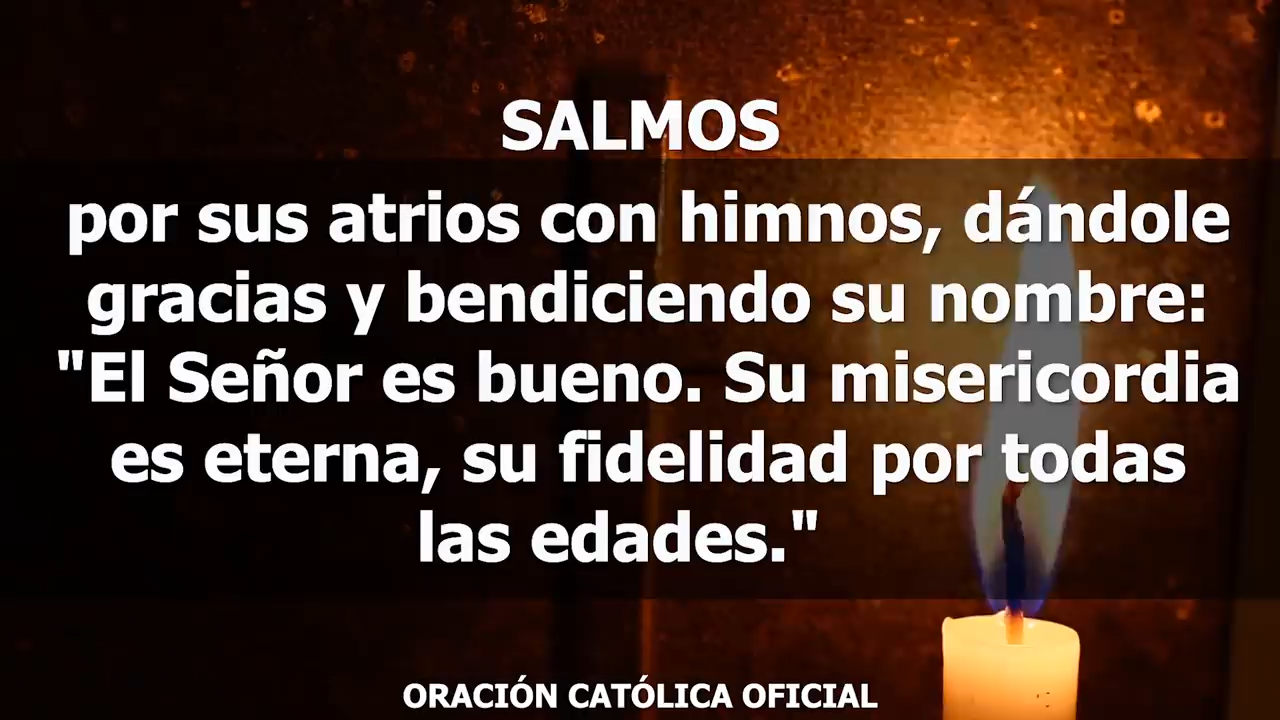 SALMOS
por sus atrios con himnos, dándole
gracias y bendiciendo su nombre:
"El Señor es bueno. Su misericordia
es eterna, su fidelidad por todas
las edades."
ORACIÓN CATÓLICA OFICIAL